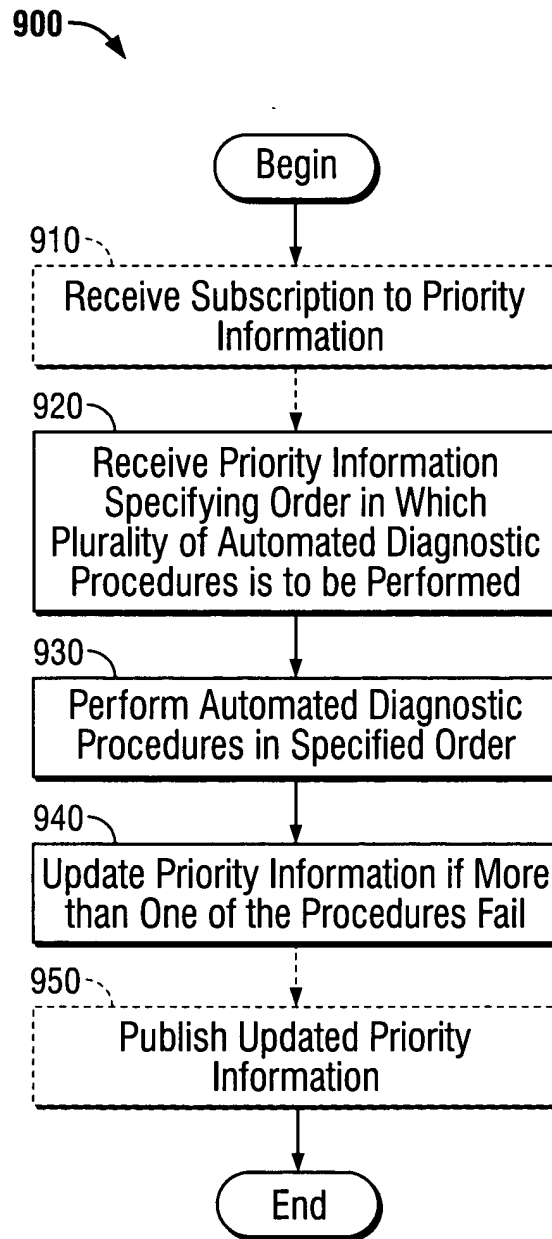 900
Begin
910
Receive Subscription to Priority
Information
920
Receive Priority Information
Specifying Order in Which
Plurality of Automated Diagnostic
Procedures is to be Performed
930
Perform Automated Diagnostic
Procedures in Specified Order
940
Update Priority Information if More
than One of the Procedures Fail
950
Publish Updated Priority
Information
End